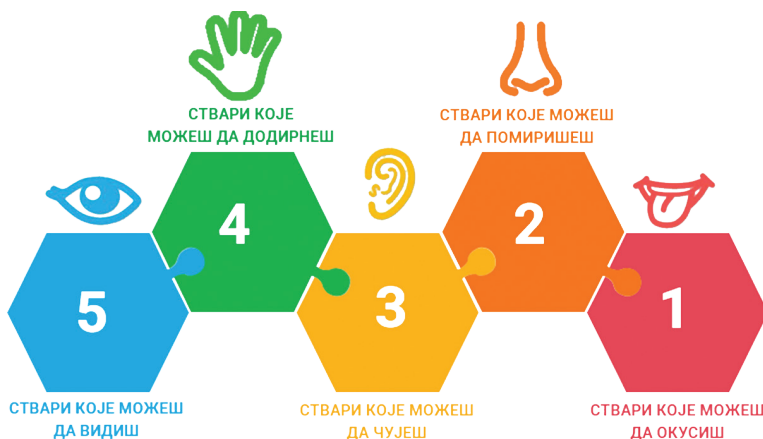 СТВАРИ КОЈЕ
МОЖЕШ ДА ДОДИРНЕШ
СТВАРИ КОЈЕ МОЖЕШ
ДА ПОМИРИШЕШ
5
4
3
2
1
СТВАРИ КОЈЕ МОЖЕШ
ДА ВИДИШ
СТВАРИ КОЈЕ МОЖЕШ
ДА ЧУЈЕШ
СТВАРИ КОЈЕ МОЖЕШ
ДА ОКУСИШ